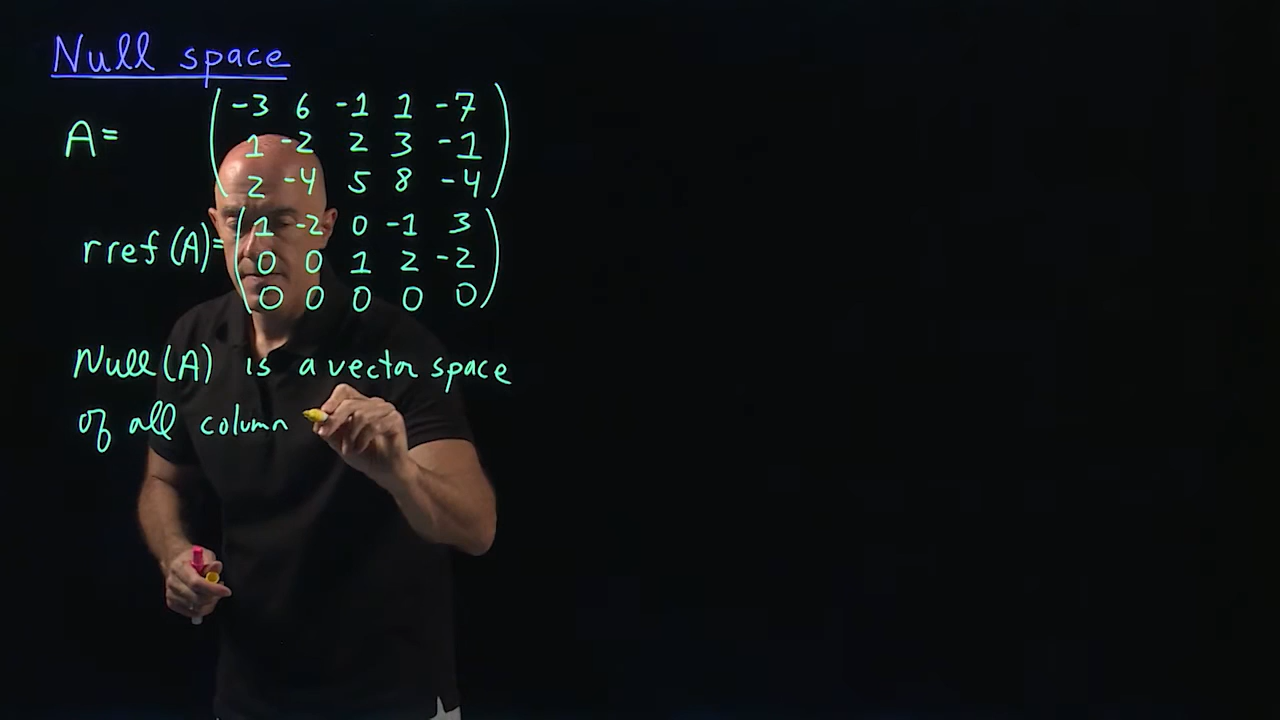 Null space
-3 6 -1 1 -7
A= 1 -2 2 3 -1
2 -4 5 8 -4
1 -2 0 -1 3
rref(A)= 0 0 1 2 -2
0 0 0 0 0
Null(A) is a vector space
of all column